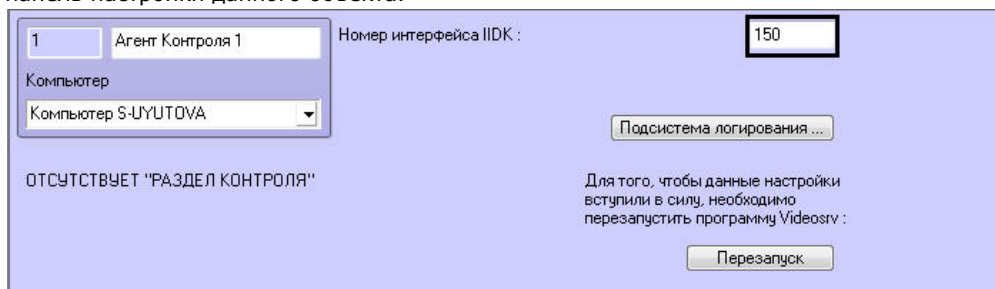 панель настройки данного объекта.
1
Агент Контроля 1
Номер интерфейса IIDK :
150
Компьютер
Компьютер S-UYUTOVA
Подсистема логирования ...
ОТСУТСТВУЕТ "РАЗДЕЛ КОНТРОЛЯ"
Для того, чтобы данные настройки
вступили в силу, необходимо
перезапустить программу Videosrv :
Перезапуск